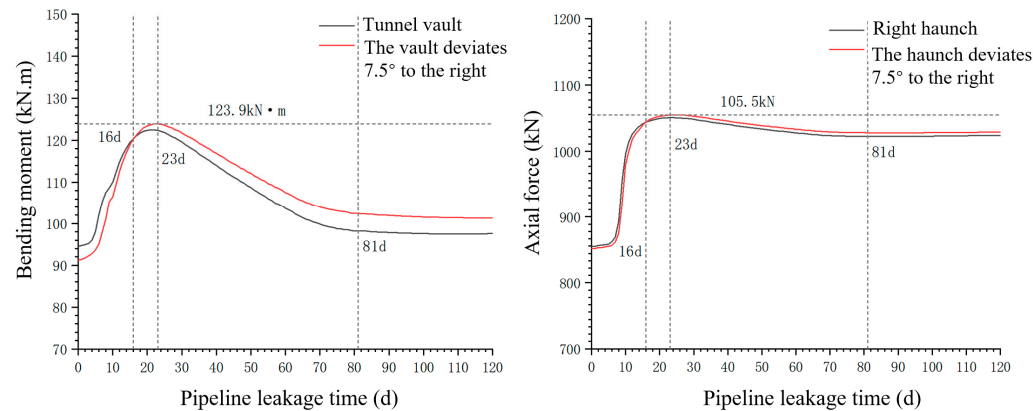 150
140
130
120
110
100
90
80
70
Bending moment (kN.m)
0 10 20 30 40 50 60 70 80 90 100 110 120
Pipeline leakage time (d)
Tunnel vault
The vault deviates
7.5° to the right
123.9kN•m
16d
23d
81d
1200
1100
1000
900
800
700
Axial force (kN)
0 10 20 30 40 50 60 70 80 90 100 110 120
Pipeline leakage time (d)
Right haunch
The haunch deviates
7.5° to the right
105.5kN
23d
81d
16d